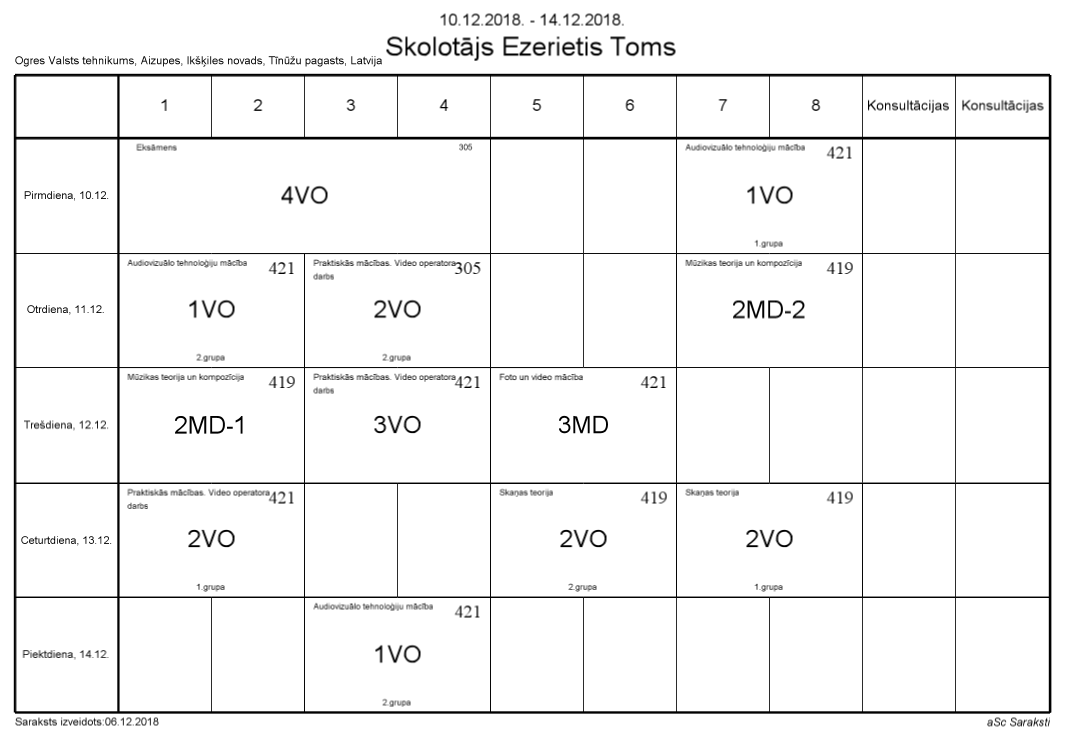 10.12.2018. - 14.12.2018.
Skolotājs Ezerietis Toms
Ogres Valsts tehnikums, Aizupes, Ikšķiles novads, Tīnūžu pagasts, Latvija
1 2 3 4 5 6 7 8 Konsultācijas Konsultācijas
Pirmdiena, 10.12.
Eksāmens 305
4VO
Audiovizuālo tehnoloģiju mācība 421
1VO
1.grupa
Otrdiena, 11.12.
Audiovizuālo tehnoloģiju mācība 421
1VO
2.grupa
Praktiskās mācības. Video operatora 305
darbs
2VO
2.grupa
Mūzikas teorija un kompozīcija 419
2MD-2
Trešdiena, 12.12.
Mūzikas teorija un kompozīcija 419
2MD-1
Praktiskās mācības. Video operatora 421
darbs
3VO
Foto un video mācība 421
3MD
Ceturtdiena, 13.12.
Praktiskās mācības. Video operatora 421
darbs
2VO
1.grupa
Skaņas teorija 419
2VO
2.grupa
Skaņas teorija 419
2VO
1.grupa
Piektdiena, 14.12.
Audiovizuālo tehnoloģiju mācība 421
1VO
2.grupa
Saraksts izveidots:06.12.2018
aSc Saraksti